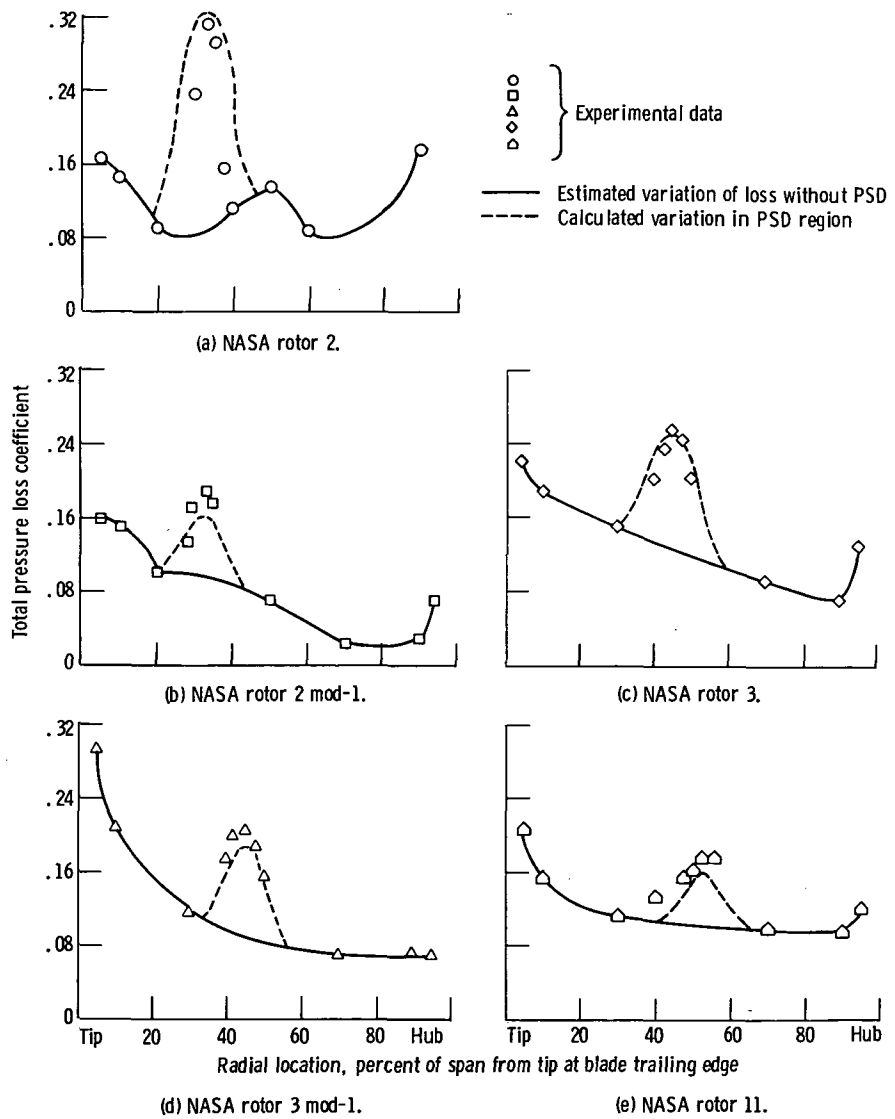 .32
.24
.16
.08
0
Experimental data
Estimated variation of loss without PSD
Calculated variation in PSD region
(a) NASA rotor 2.
Total pressure loss coefficient
.32
.24
.16
.08
0
(b) NASA rotor 2 mod-1.
(c) NASA rotor 3.
.32
.24
.16
.08
0
Tip 20 40 60 80 Hub
Tip 20 40 60 80 Hub
Radial location, percent of span from tip at blade trailing edge
(d) NASA rotor 3 mod-1.
(e) NASA rotor 11.